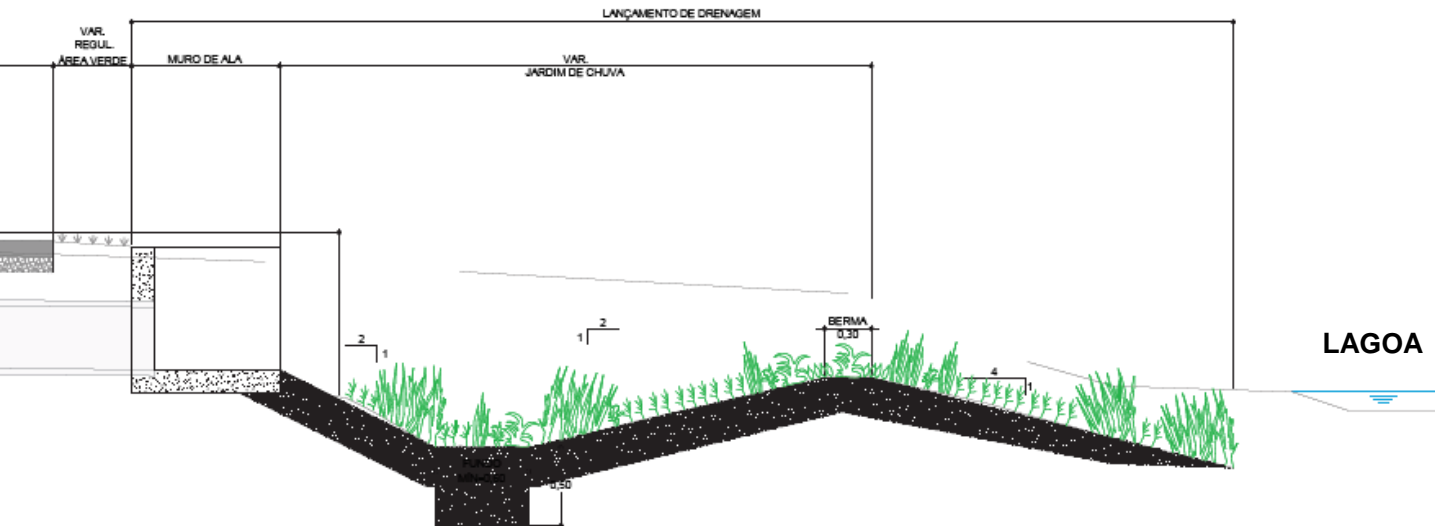 LANÇAMENTO DE DRENAGEM
VAR.
REGUL.
ÁREA VERDE
MURO DE ALA
VAR.
JARDIM DE CHUVA
2
1
2
1
BERMA
0,30
4
1
LAGOA
FUNDO
0,50